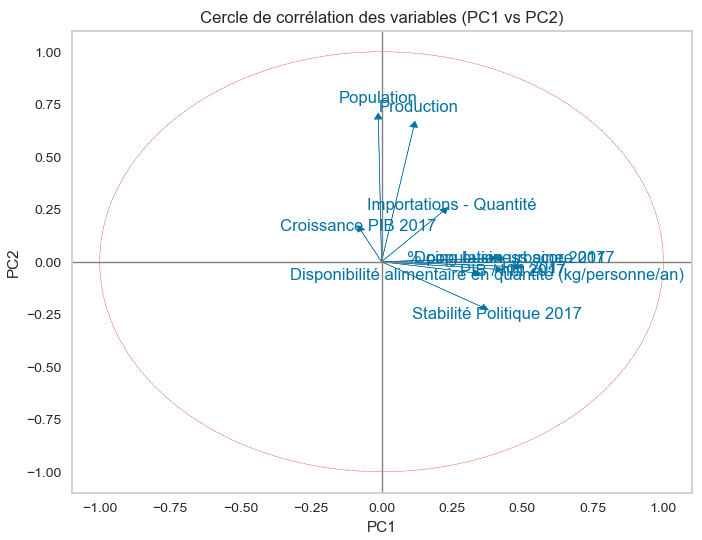 Cercle de corrélation des variables (PC1 vs PC2)
1.00
0.75
0.50
0.25
0.00
−0.25
−0.50
−0.75
−1.00
PC2
Population
Production
Importations - Quantité
Croissance PIB 2017
2017
PIB
2017
Disponibilité alimentaire en quantité (kg/personne/an)
Stabilité Politique 2017
−1.00 −0.75 −0.50 −0.25 0.00 0.25 0.50 0.75 1.00
PC1